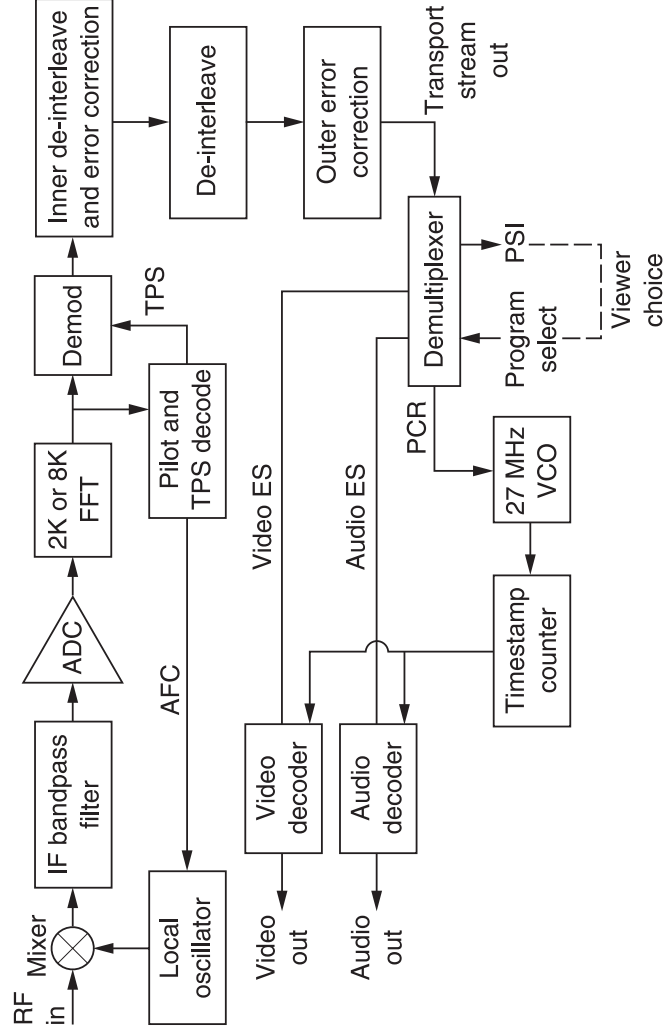 RF
in
Mixer
IF bandpass
filter
ADC
2K or 8K
FFT
Demod
Inner de-interleave
and error correction
Local
oscillator
AFC
Pilot and
TPS decode
TPS
De-interleave
Video
out
Video
decoder
Video ES
Outer error
correction
Audio
out
Audio
decoder
Audio ES
PCR
Demultiplexer
Transport
stream
out
Timestamp
counter
27 MHz
VCO
Program
select
PSI
Viewer
choice